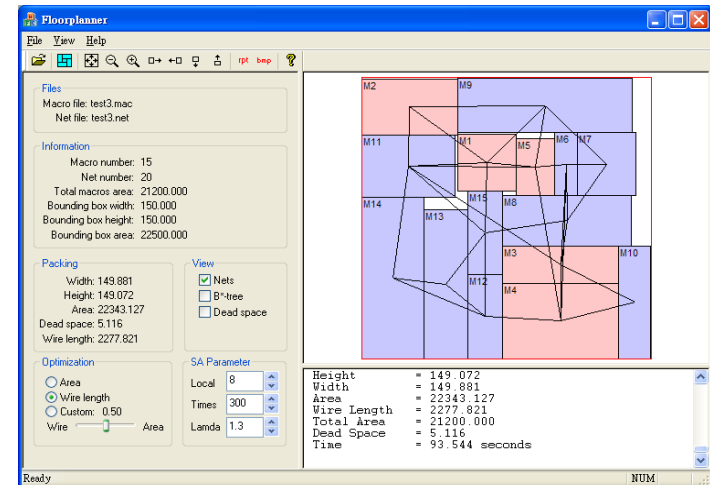 Floorplanner
File View Help
rpt bmp
Files
Macro file: test3.mac
Net file: test3.net
Information
Macro number: 15
Net number: 20
Total macros area: 21200.000
Bounding box width: 150.000
Bounding box height: 150.000
Bounding box area: 22500.000
Packing
Width: 149.881
Height: 149.072
Area: 22343.127
Dead space: 5.116
Wire length: 2277.821
View
Nets
B*-tree
Dead space
Optimization
Area
Wire length
Custom: 0.50
Wire Area
SA Parameter
Local 8
Times 300
Lamda 1.3
M2 M9
M11 M1 M5 M6 M7
M14 M13 M15 M8
M3 M10
M12 M4
Height = 149.072
Width = 149.881
Area = 22343.127
Wire Length = 2277.821
Total Area = 21200.000
Dead Space = 5.116
Time = 93.544 seconds
Ready NUM